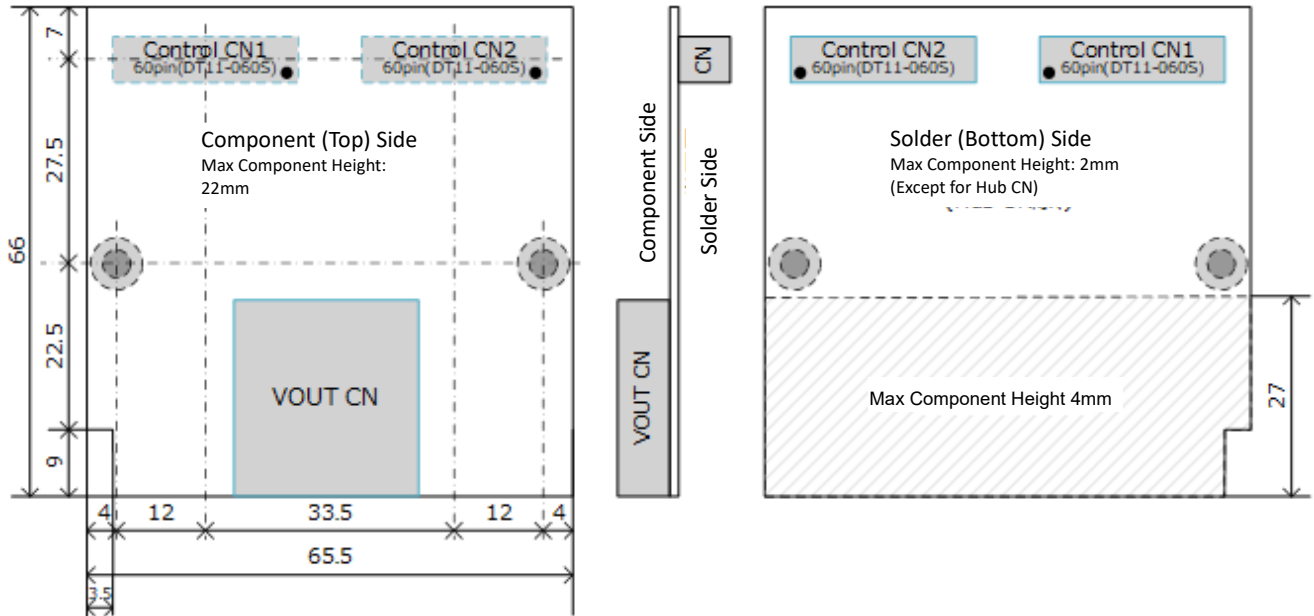 7
Control CN1
60pin(DT11-060S)
Control CN2
60pin(DT11-060S)
27.5
Component (Top) Side
Max Component Height:
22mm
66
22.5
VOUT CN
9
4
12
33.5
12
4
65.5
3.5
CN
Component Side
Solder Side
VOUT CN
Control CN2
60pin(DT11-060S)
Control CN1
60pin(DT11-060S)
Solder (Bottom) Side
Max Component Height: 2mm
(Except for Hub CN)
Max Component Height 4mm
27